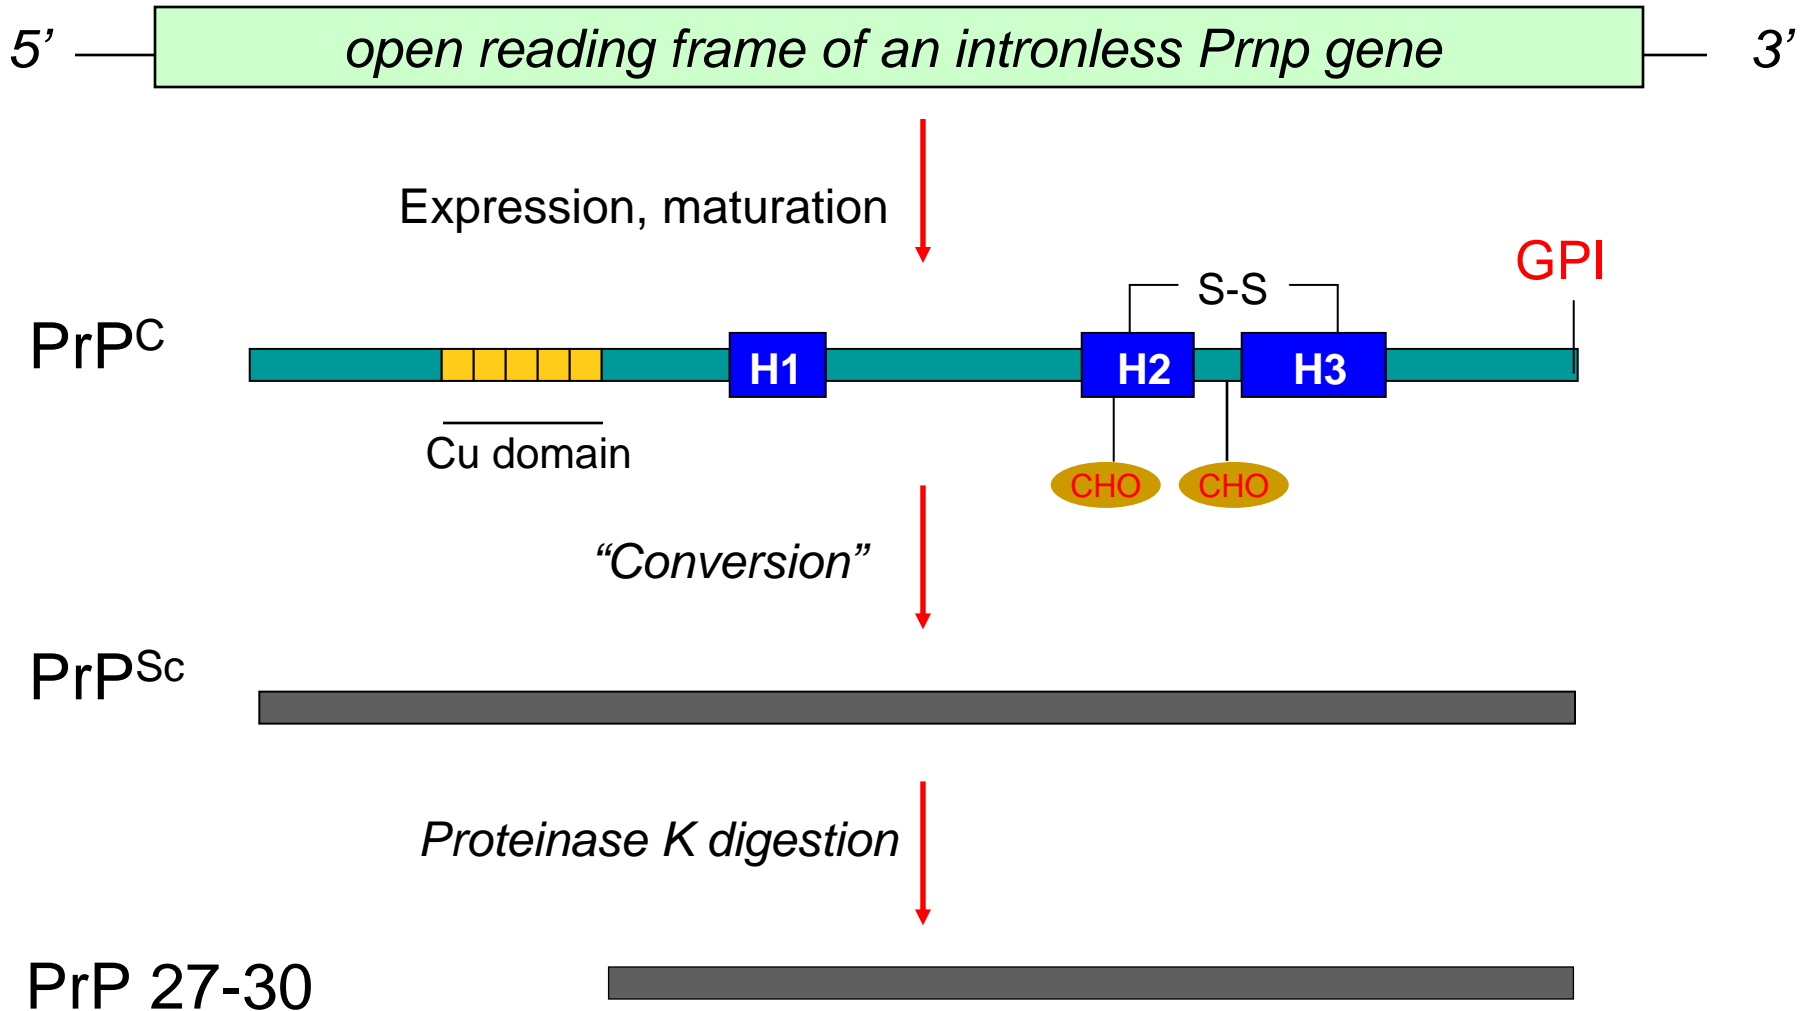 5’ open reading frame of an intronless Prnp gene 3’
Expression, maturation
GPI
S-S
PrPC
H1 H2 H3
Cu domain
CHO CHO
“Conversion”
PrPSc
Proteinase K digestion
PrP 27-30